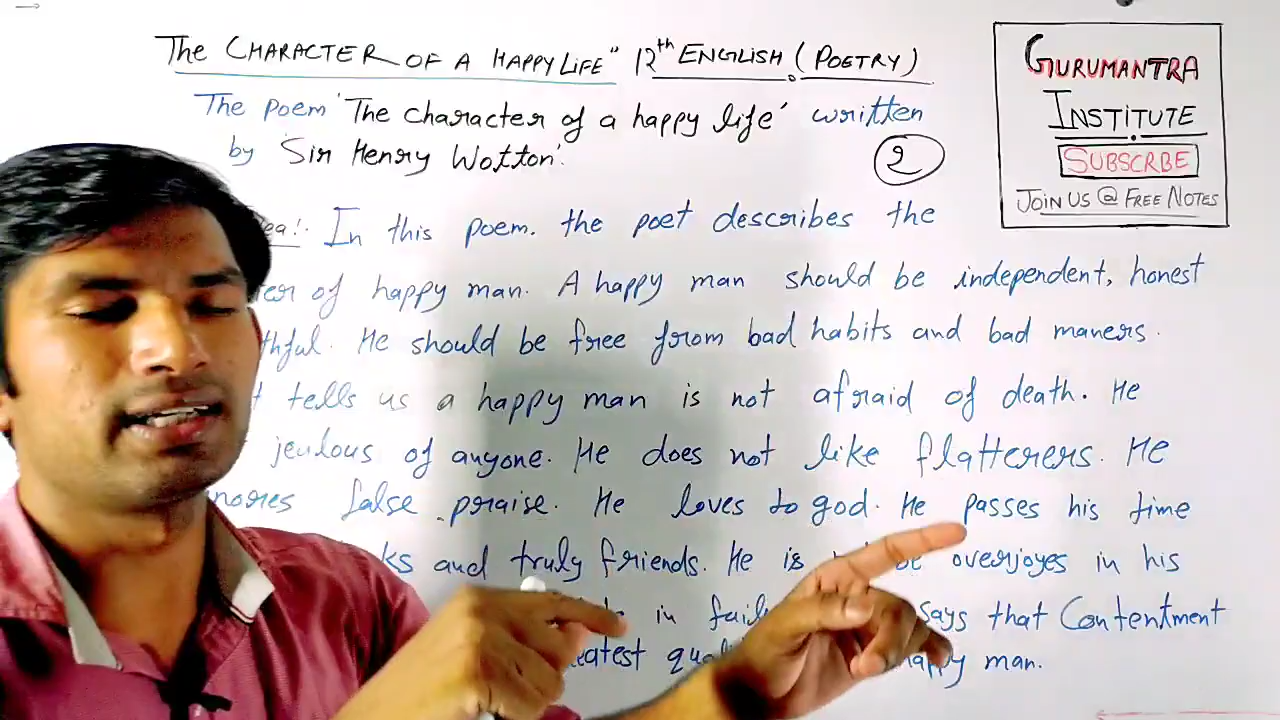 The CHARACTER OF A HAPPY LIFE" 12th ENGLISH (POETRY)
The poem 'The character of a happy life' written
by 'Sir Henry Wotton'.
2
GURUMANTRA
INSTITUTE
SUBSCRBE
JOIN US @ FREE NOTES
In this poem. the poet describes the
of happy man. A happy man should be independent, honest
He should be free from bad habits and bad maners.
tells us a happy man is not afraid of death. He
jeulous of anyone. He does not like flatterers. He
false praise. He loves to god. He passes his time
and truly friends. He is overjoyes in his
in says that Contentment
happy man.